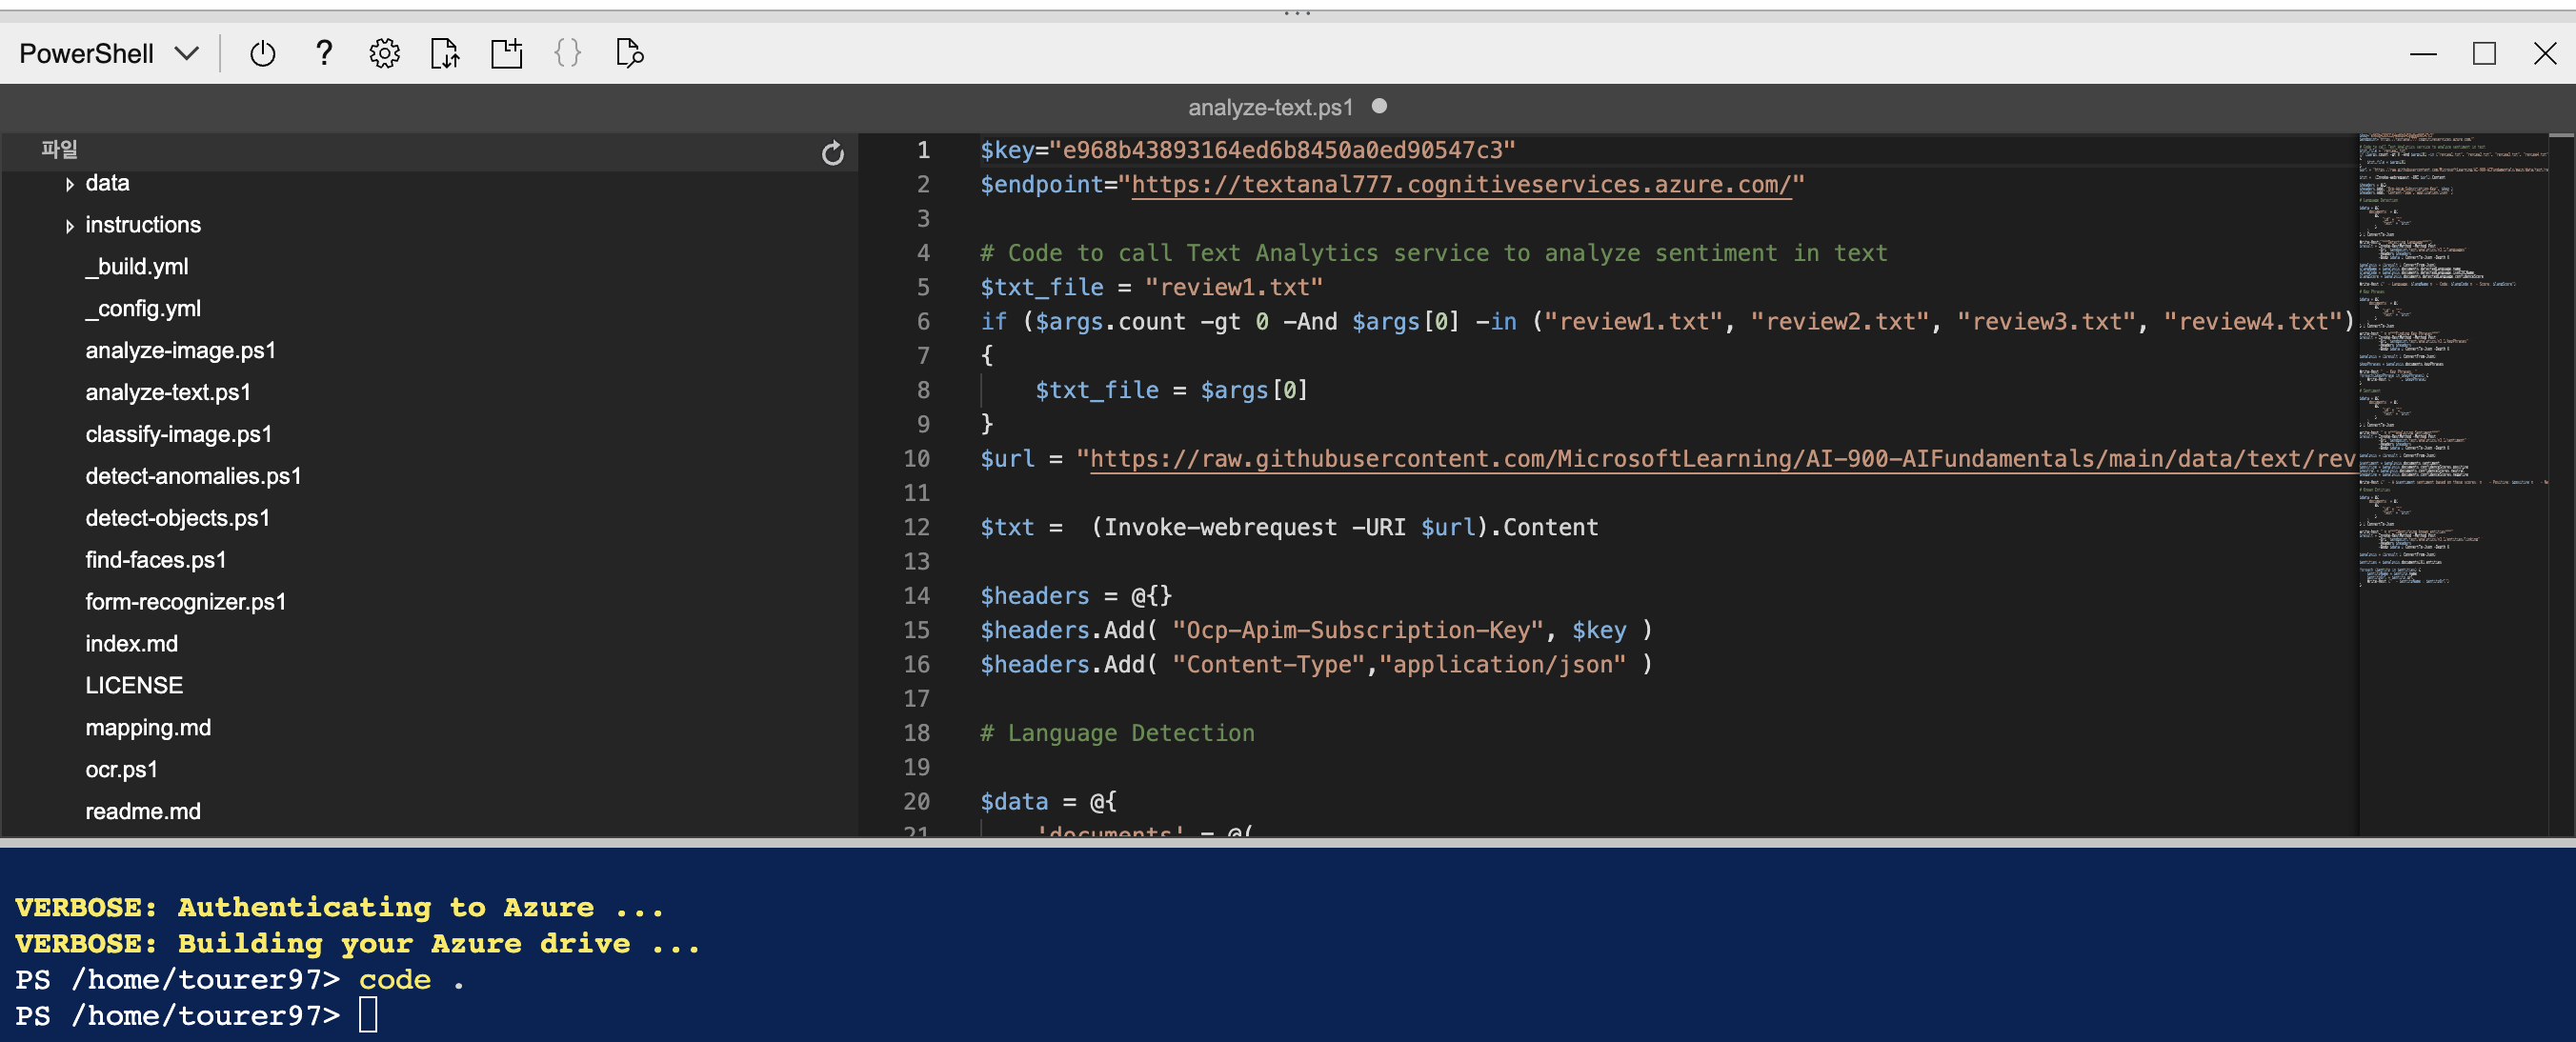 PowerShell
analyze-text.ps1
파일
data
instructions
_build.yml
_config.yml
analyze-image.ps1
analyze-text.ps1
classify-image.ps1
detect-anomalies.ps1
detect-objects.ps1
find-faces.ps1
form-recognizer.ps1
index.md
LICENSE
mapping.md
ocr.ps1
readme.md
1 $key="e968b43893164ed6b8450a0ed90547c3"
2 $endpoint="https://textanal777.cognitiveservices.azure.com/"
3
4 # Code to call Text Analytics service to analyze sentiment in text
5 $txt_file = "review1.txt"
6 if ($args.count -gt 0 -And $args[0] -in ("review1.txt", "review2.txt", "review3.txt", "review4.txt")
7 {
8 $txt_file = $args[0]
9 }
10 $url = "https://raw.githubusercontent.com/MicrosoftLearning/AI-900-AIFundamentals/main/data/text/rev
11
12 $txt = (Invoke-webrequest -URI $url).Content
13
14 $headers = @{}
15 $headers.Add( "Ocp-Apim-Subscription-Key", $key )
16 $headers.Add( "Content-Type","application/json" )
17
18 # Language Detection
19
20 $data = @{
21 'documents' = @(
VERBOSE: Authenticating to Azure ...
VERBOSE: Building your Azure drive ...
PS /home/tourer97> code .
PS /home/tourer97>